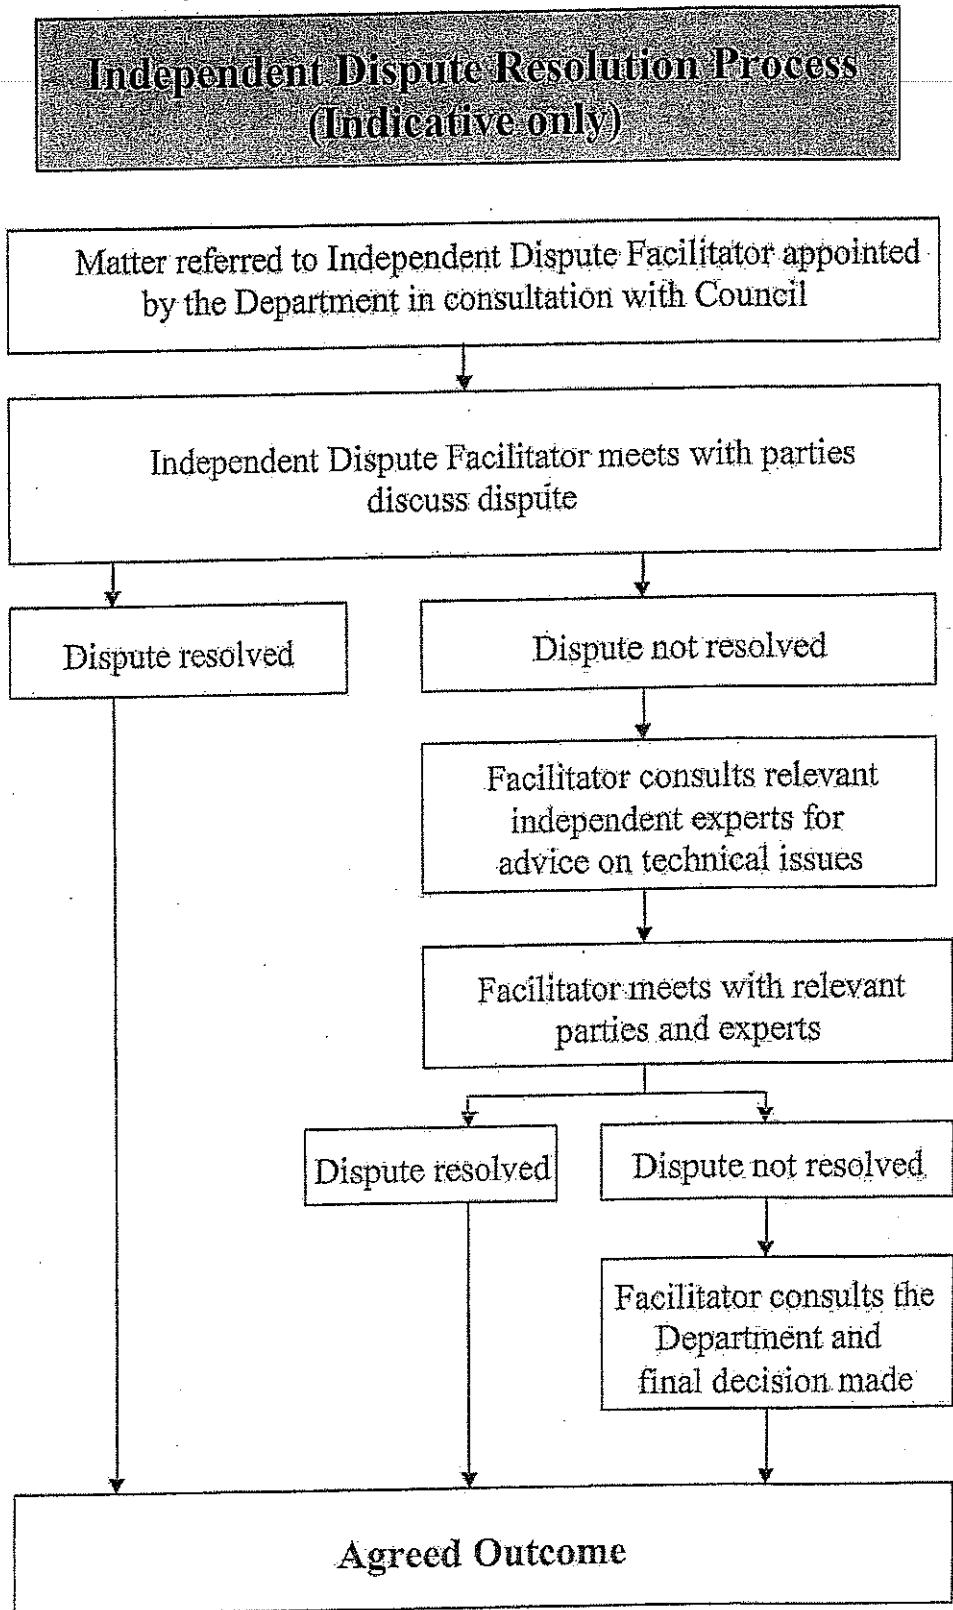 Independent Dispute Resolution Process
(Indicative only)
Matter referred to Independent Dispute Facilitator appointed
by the Department in consultation with Council
Independent Dispute Facilitator meets with parties
discuss dispute
Dispute resolved
Dispute not resolved
Facilitator consults relevant
independent experts for
advice on technical issues
Facilitator meets with relevant
parties and experts
Dispute resolved
Dispute not resolved
Facilitator consults the
Department and
final decision made
Agreed Outcome